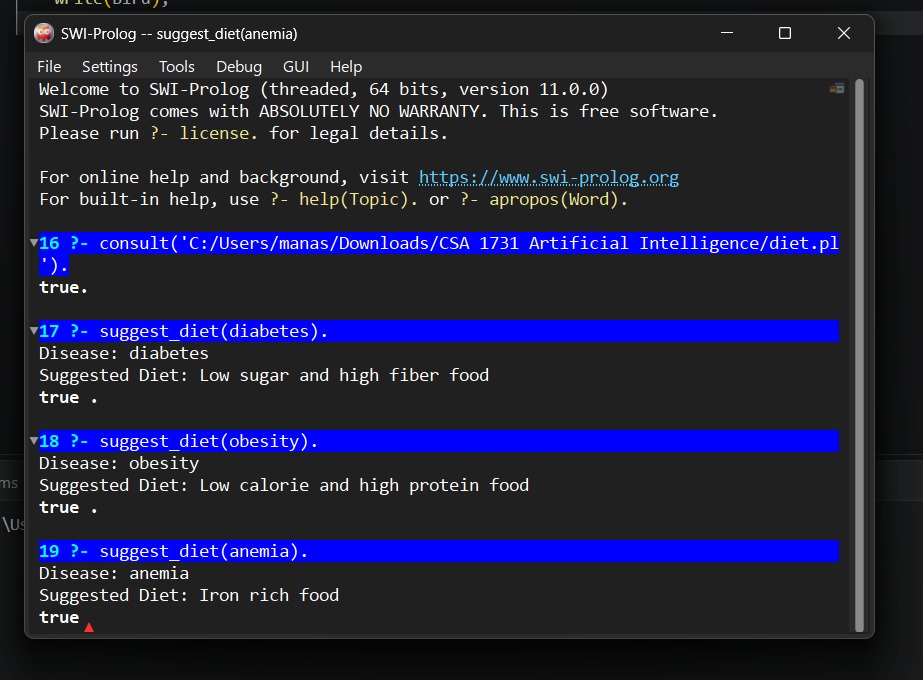 write(bird),
SWI-Prolog -- suggest_diet(anemia)
File Settings Tools Debug GUI Help
Welcome to SWI-Prolog (threaded, 64 bits, version 11.0.0)
SWI-Prolog comes with ABSOLUTELY NO WARRANTY. This is free software.
Please run ?- license. for legal details.
For online help and background, visit https://www.swi-prolog.org
For built-in help, use ?- help(Topic). or ?- apropos(Word).
16 ?- consult('C:/Users/manas/Downloads/CSA 1731 Artificial Intelligence/diet.pl
').
true.
17 ?- suggest_diet(diabetes).
Disease: diabetes
Suggested Diet: Low sugar and high fiber food
true .
18 ?- suggest_diet(obesity).
Disease: obesity
Suggested Diet: Low calorie and high protein food
true .
19 ?- suggest_diet(anemia).
Disease: anemia
Suggested Diet: Iron rich food
true